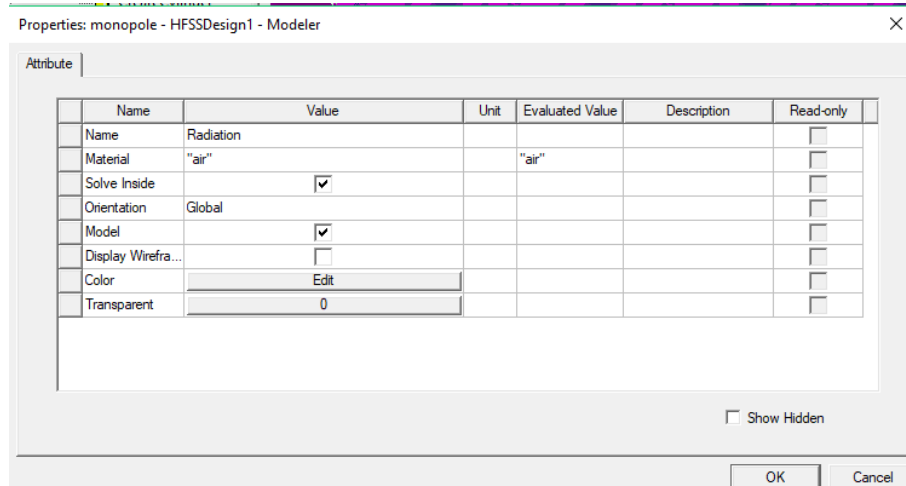 Properties: monopole - HFSSDesign1 - Modeler
Attribute
Name Value Unit Evaluated Value Description Read-only
Name Radiation
Material "air" "air"
Solve Inside
Orientation Global
Model
Display Wirefra...
Color Edit
Transparent 0
Show Hidden
OK Cancel